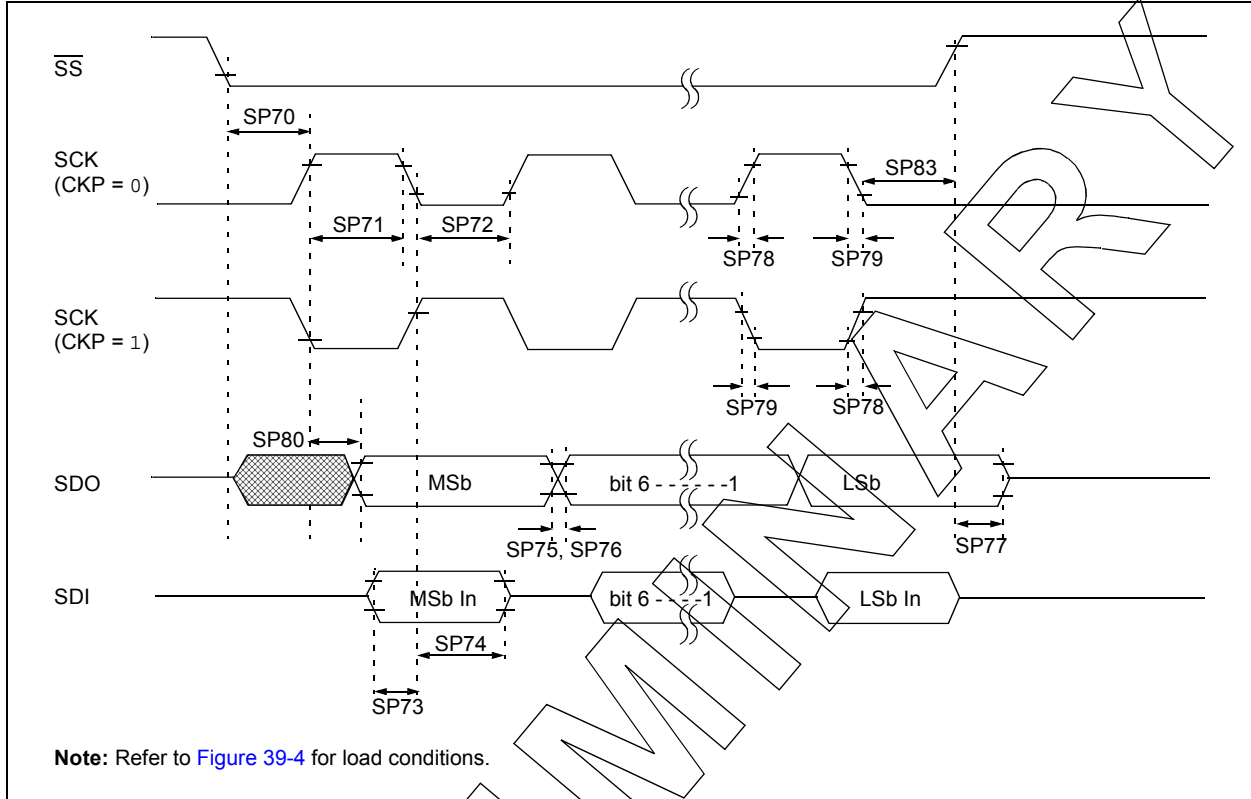 SS
SP70
SCK
(CKP = 0)
SP83
SP71
SP72
SP78
SP79
SCK
(CKP = 1)
SP79
SP78
SP80
SDO
MSb
bit 6 - - - - - -1
LSb
SP75, SP76
SP77
SDI
MSb In
bit 6 - - - -1
LSb In
SP74
SP73
Note: Refer to Figure 39-4 for load conditions.
MINARY